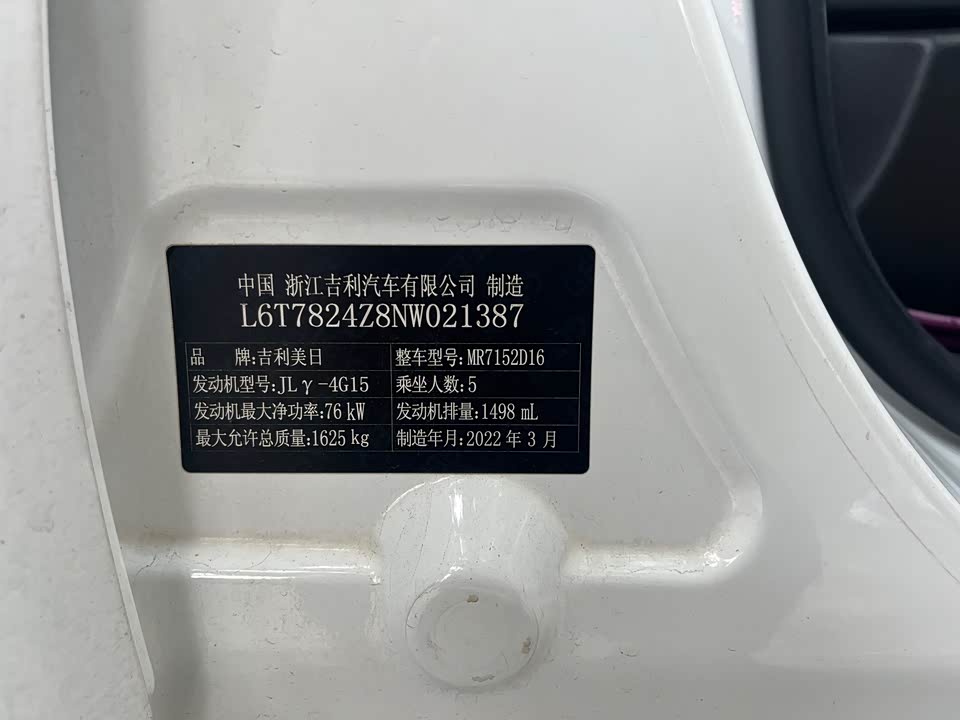 中国 浙江吉利汽车有限公司 制造
L6T7824Z8NW021387
品 牌:吉利美日 整车型号:MR7152D16
发动机型号:JLγ-4G15 乘坐人数:5
发动机最大净功率:76 kW 发动机排量:1498 mL
最大允许总质量:1625 kg 制造年月:2022 年 3 月